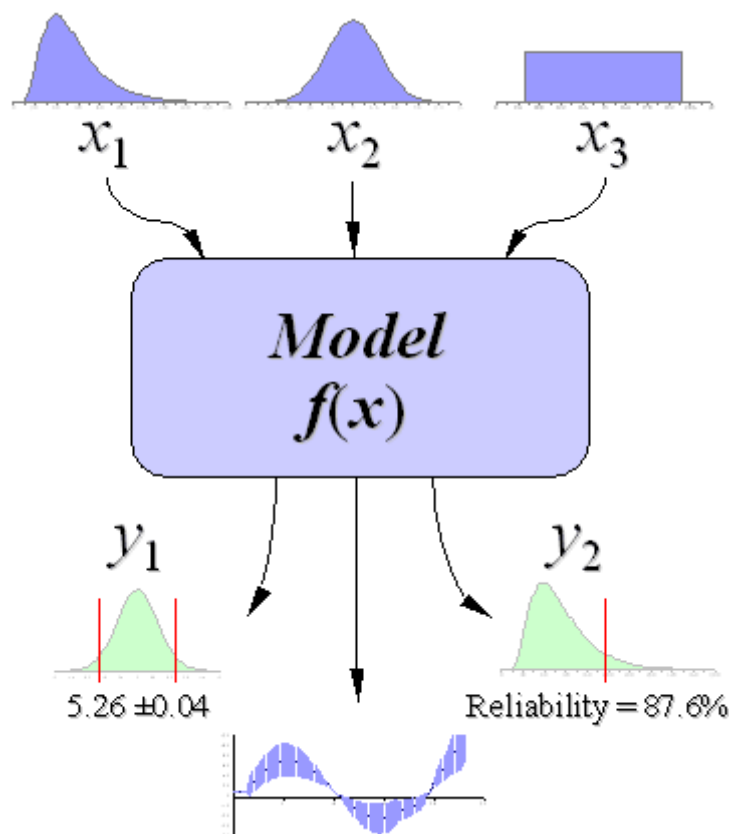 x₁ x₂ x₃
Model
f(x)
y₁ y₂
5.26 ±0.04 Reliability = 87.6%